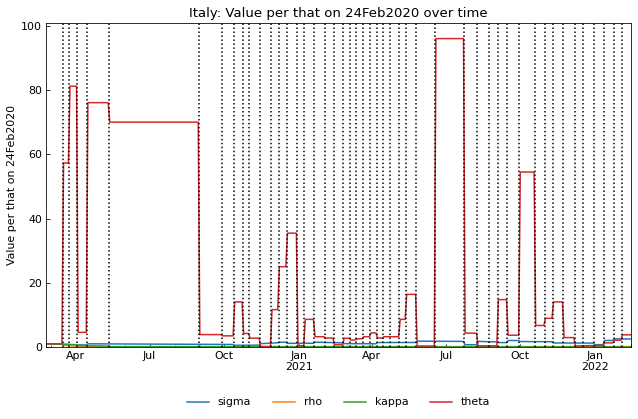 Italy: Value per that on 24Feb2020 over time
Value per that on 24Feb2020
100
80
60
40
20
0
Apr Jul Oct Jan Apr Jul Oct Jan
2021 2022
sigma rho kappa theta